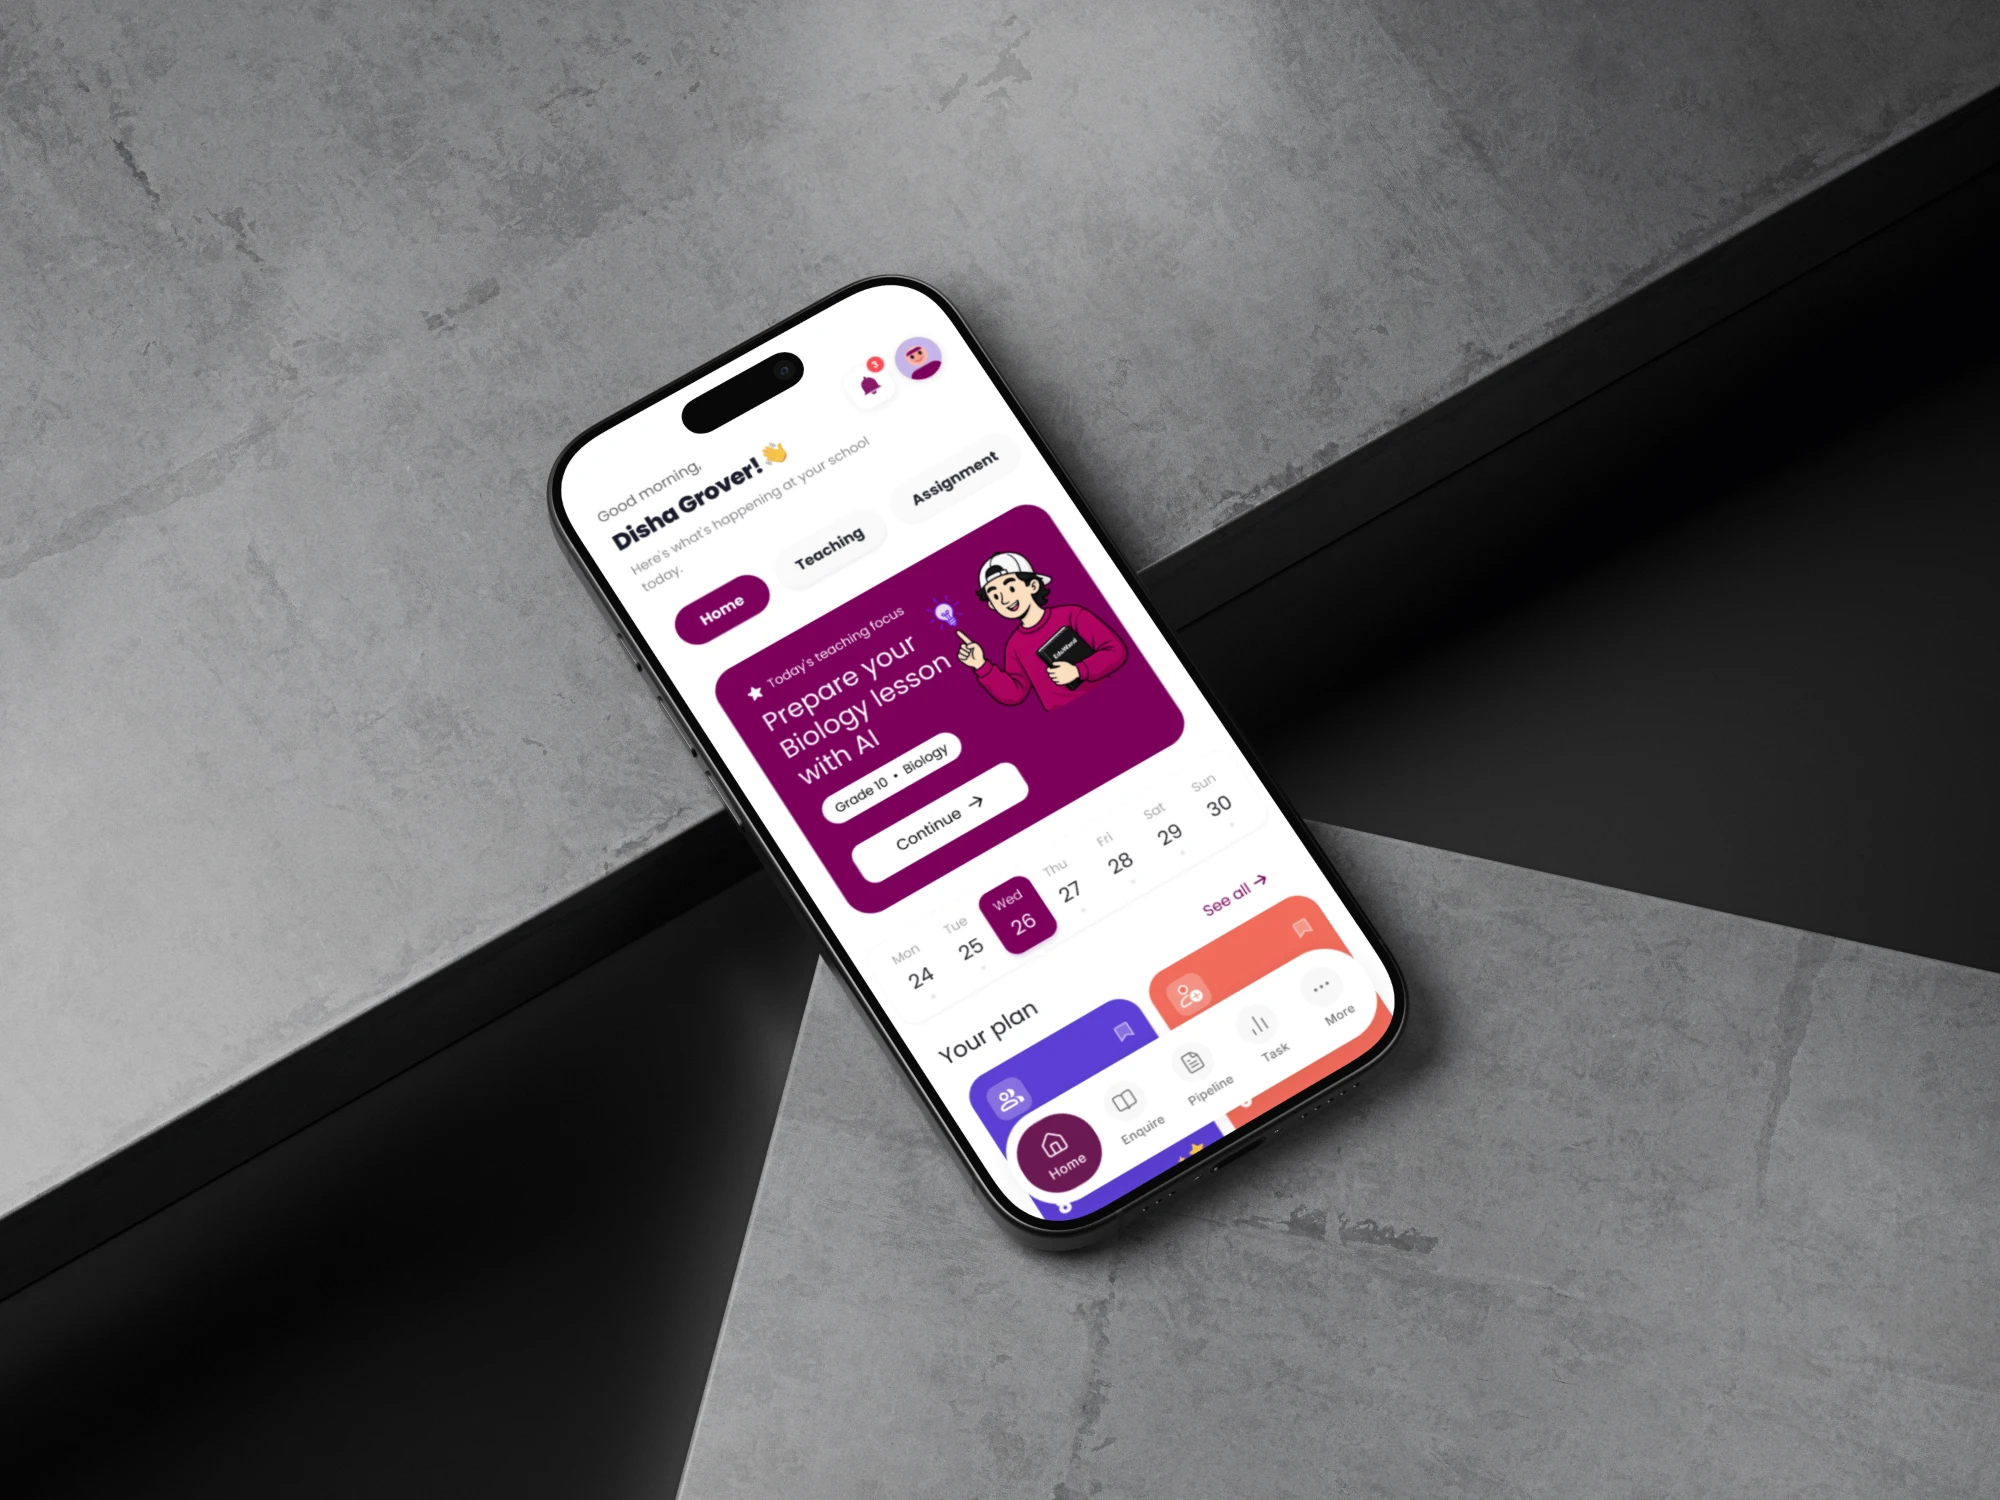 3
Good morning,
Disha Grover! 👋
Here's what's happening at your school
today.
Home
Teaching
Assignment
Today's teaching focus
Prepare your
Biology lesson
with AI
EduWand
Grade 10 • Biology
Continue →
Mon
Tue
Wed
Thu
Fri
Sat
Sun
24
25
26
27
28
29
30
Your plan
See all →
Home
Enquire
Pipeline
Task
More